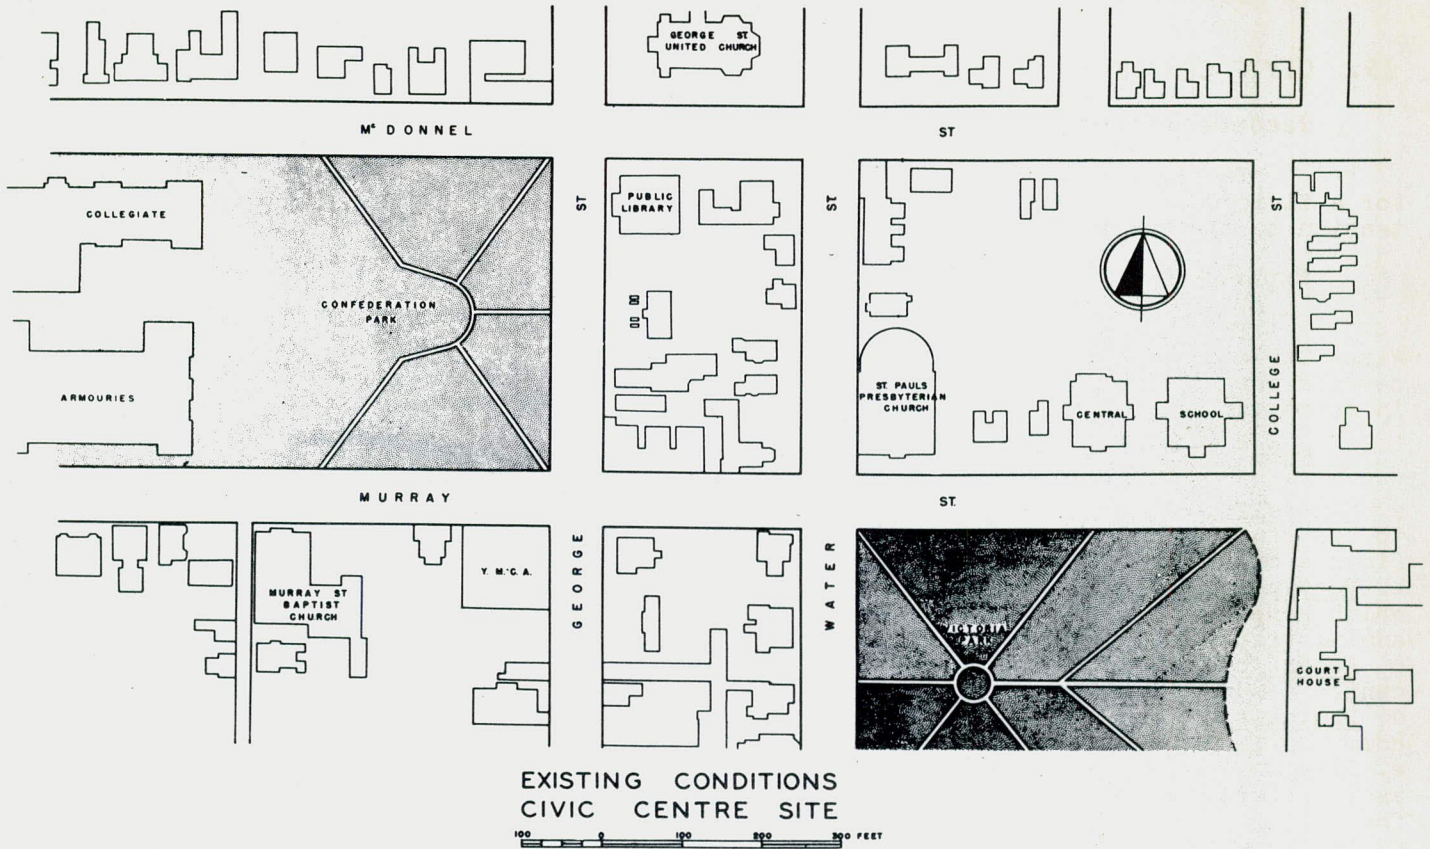 GEORGE ST.
UNITED CHURCH
Mc DONNEL
ST
COLLEGIATE
CONFEDERATION
PARK
ARMOURIES
ST
PUBLIC
LIBRARY
ST
ST
ST. PAULS
PRESBYTERIAN
CHURCH
CENTRAL
SCHOOL
COLLEGE
MURRAY
ST.
MURRAY ST
BAPTIST
CHURCH
Y. M. C. A.
GEORGE
WATER
VICTORIA
PARK
COURT
HOUSE
EXISTING CONDITIONS
CIVIC CENTRE SITE
100 0 100 200 300 FEET